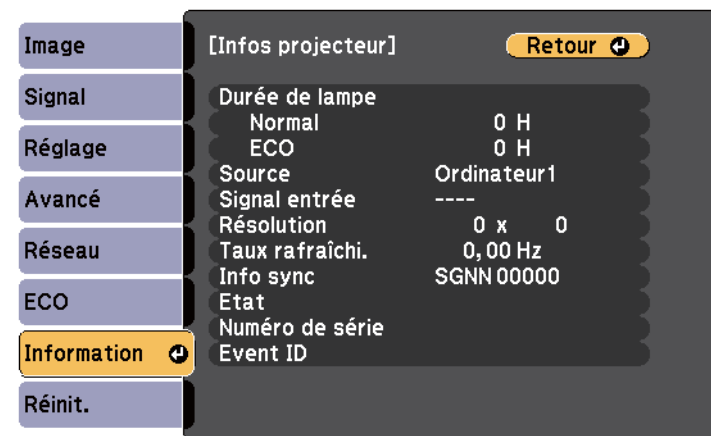 Image
Signal
Réglage
Avancé
Réseau
ECO
Information
Réinit.
[Infos projecteur] Retour
Durée de lampe
Normal 0 H
ECO 0 H
Source Ordinateur1
Signal entrée ----
Résolution 0 x 0
Taux rafraîchi. 0,00 Hz
Info sync SGNN 00000
Etat
Numéro de série
Event ID